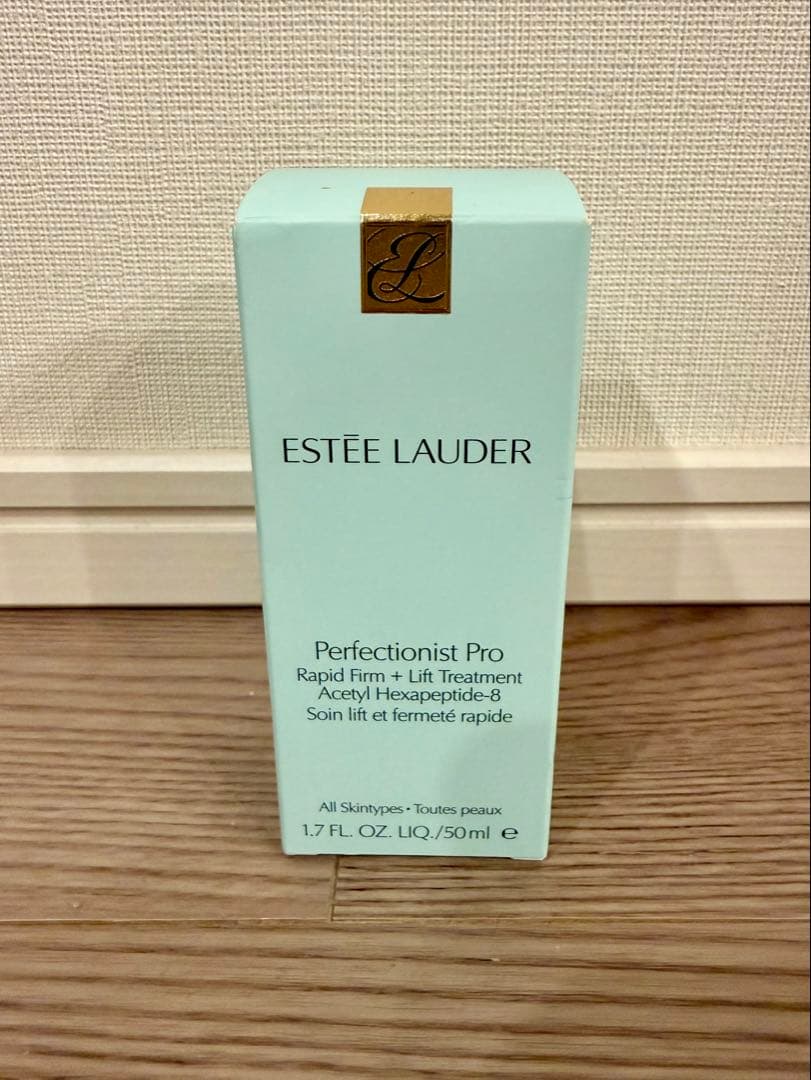 EL
ESTĒE LAUDER
Perfectionist Pro
Rapid Firm + Lift Treatment
Acetyl Hexapeptide-8
Soin lift et fermeté rapide
All Skintypes • Toutes peaux
1.7 FL. OZ. LIQ./50 ml ℮